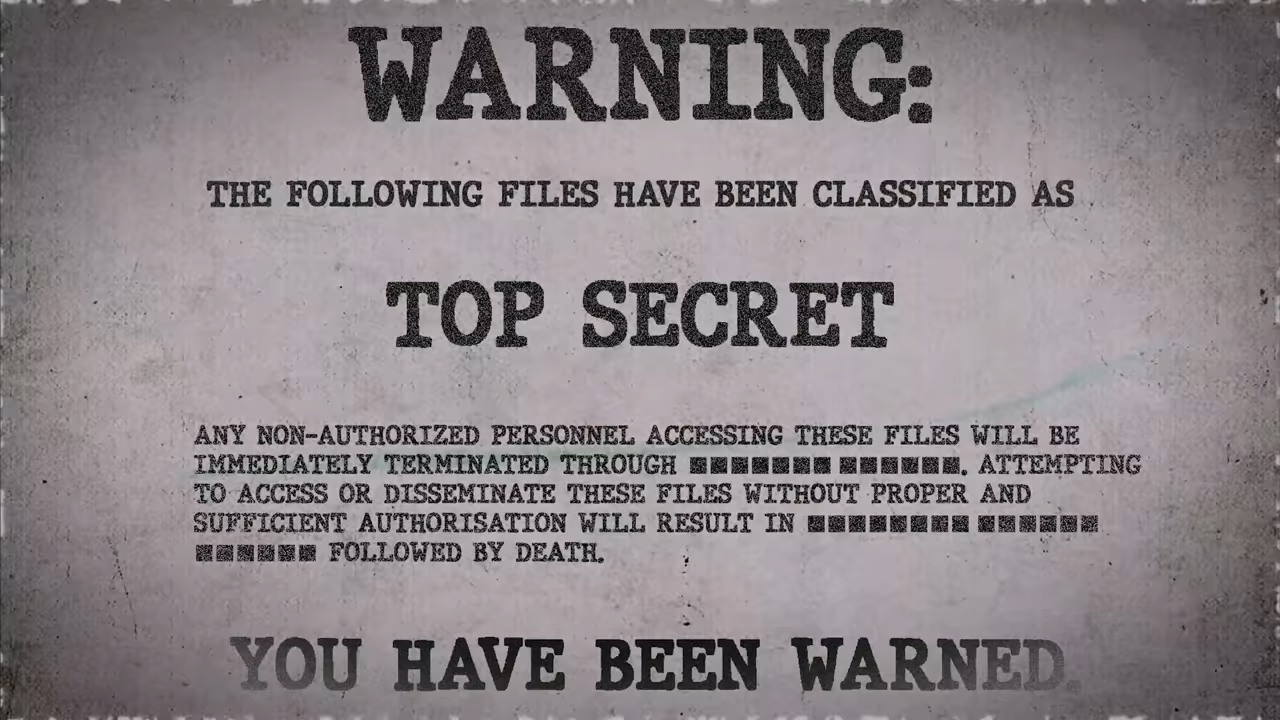 WARNING:
THE FOLLOWING FILES HAVE BEEN CLASSIFIED AS
TOP SECRET
ANY NON-AUTHORIZED PERSONNEL ACCESSING THESE FILES WILL BE
IMMEDIATELY TERMINATED THROUGH ■■■■■■■ ■■■■■■. ATTEMPTING
TO ACCESS OR DISSEMINATE THESE FILES WITHOUT PROPER AND
SUFFICIENT AUTHORISATION WILL RESULT IN ■■■■■■■■ ■■■■■■
■■■■■■ FOLLOWED BY DEATH.
YOU HAVE BEEN WARNED.